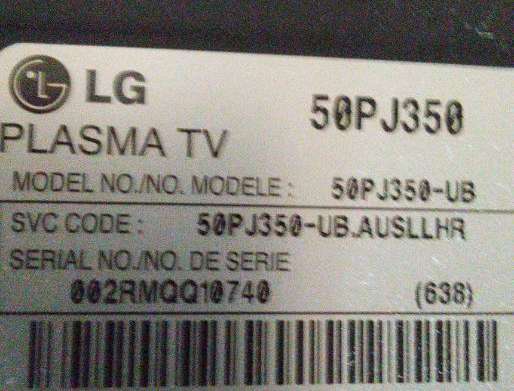 LG 50PJ350
PLASMA TV
MODEL NO./NO. MODELE : 50PJ350-UB
SVC CODE : 50PJ350-UB.AUSLLHR
SERIAL NO./NO. DE SERIE
002RMQQ10740 (638)